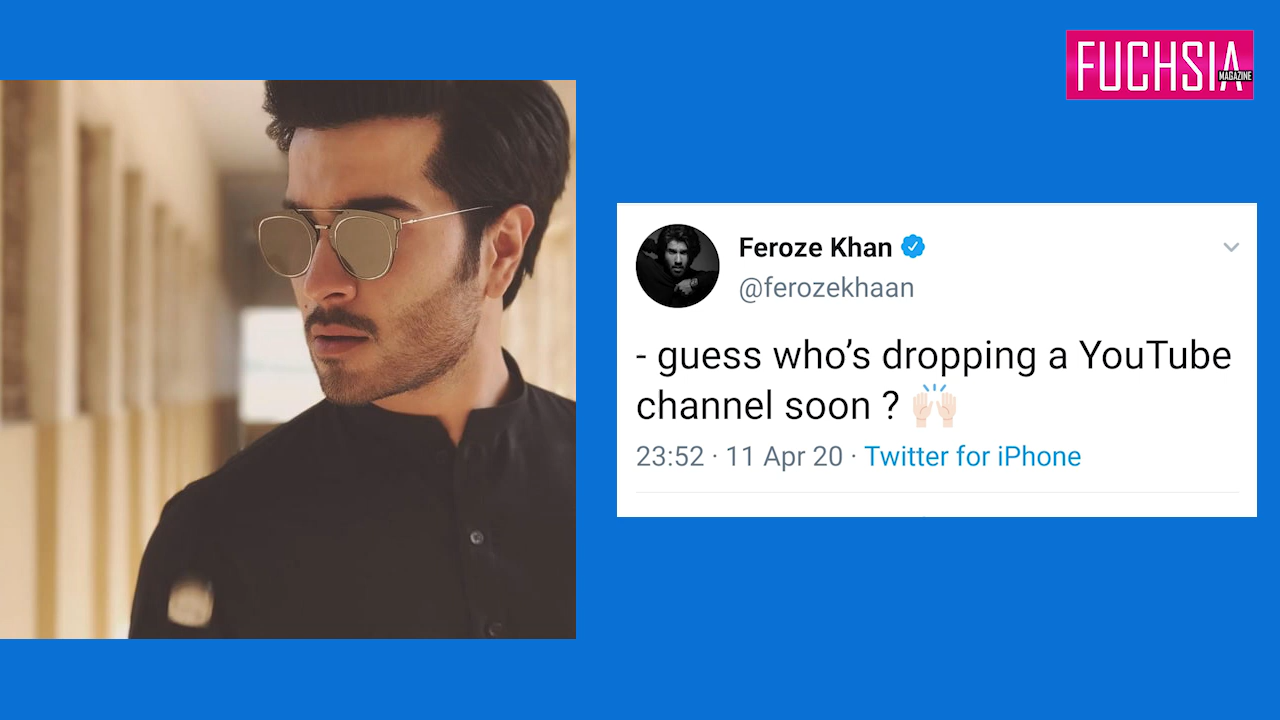 FUCHSIA
MAGAZINE
Feroze Khan
@ferozekhaan
- guess who’s dropping a YouTube
channel soon ? 🙌🏻
23:52 · 11 Apr 20 · Twitter for iPhone